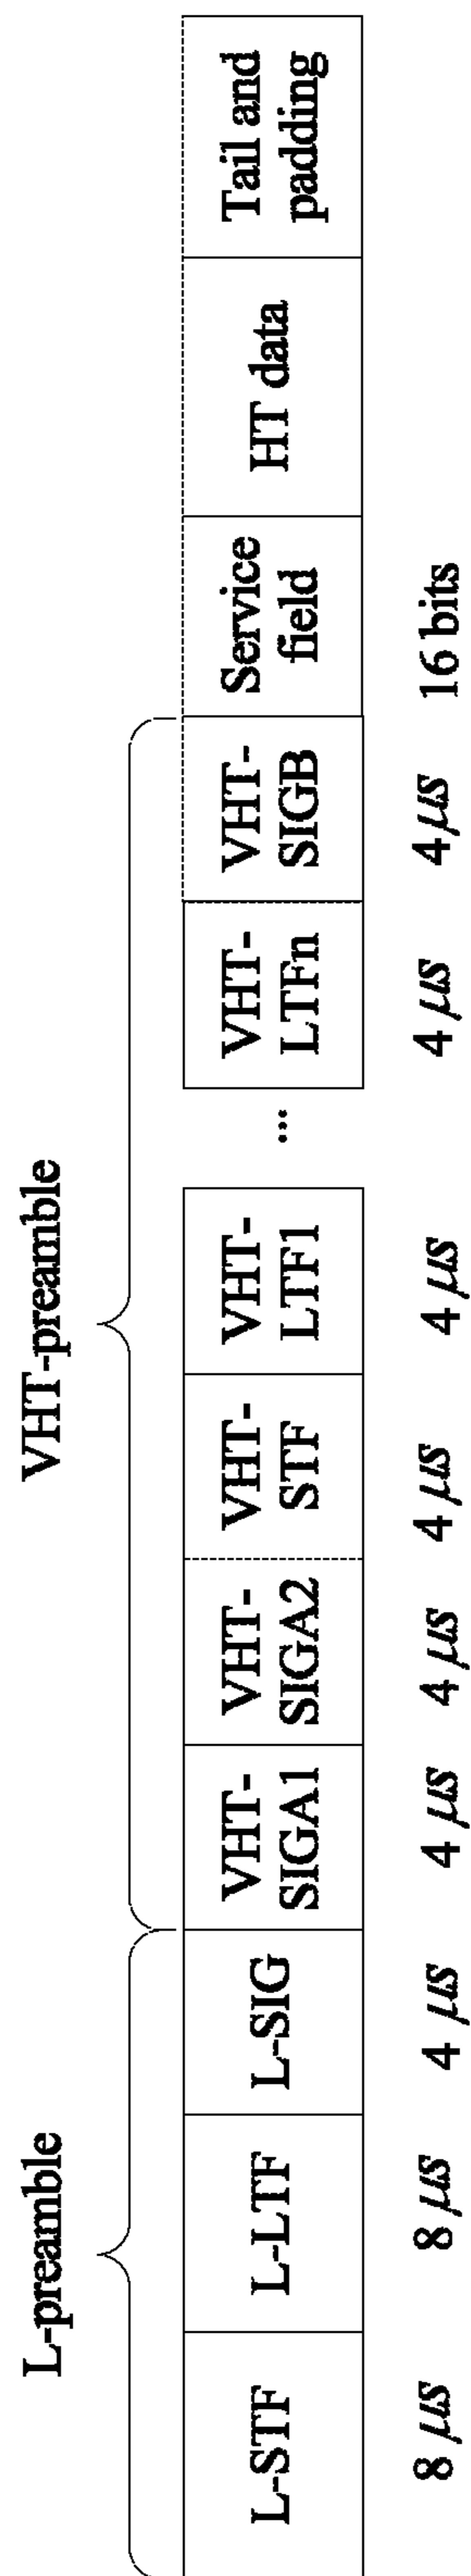 L-preamble
VHT-preamble
L-STF
L-LTF
L-SIG
VHT-
SIGA1
VHT-
SIGA2
VHT-
STF
VHT-
LTF1
...
VHT-
LTFn
VHT-
SIGB
Service
field
HT data
Tail and
padding
8 μs
8 μs
4 μs
4 μs
4 μs
4 μs
4 μs
4 μs
4 μs
16 bits